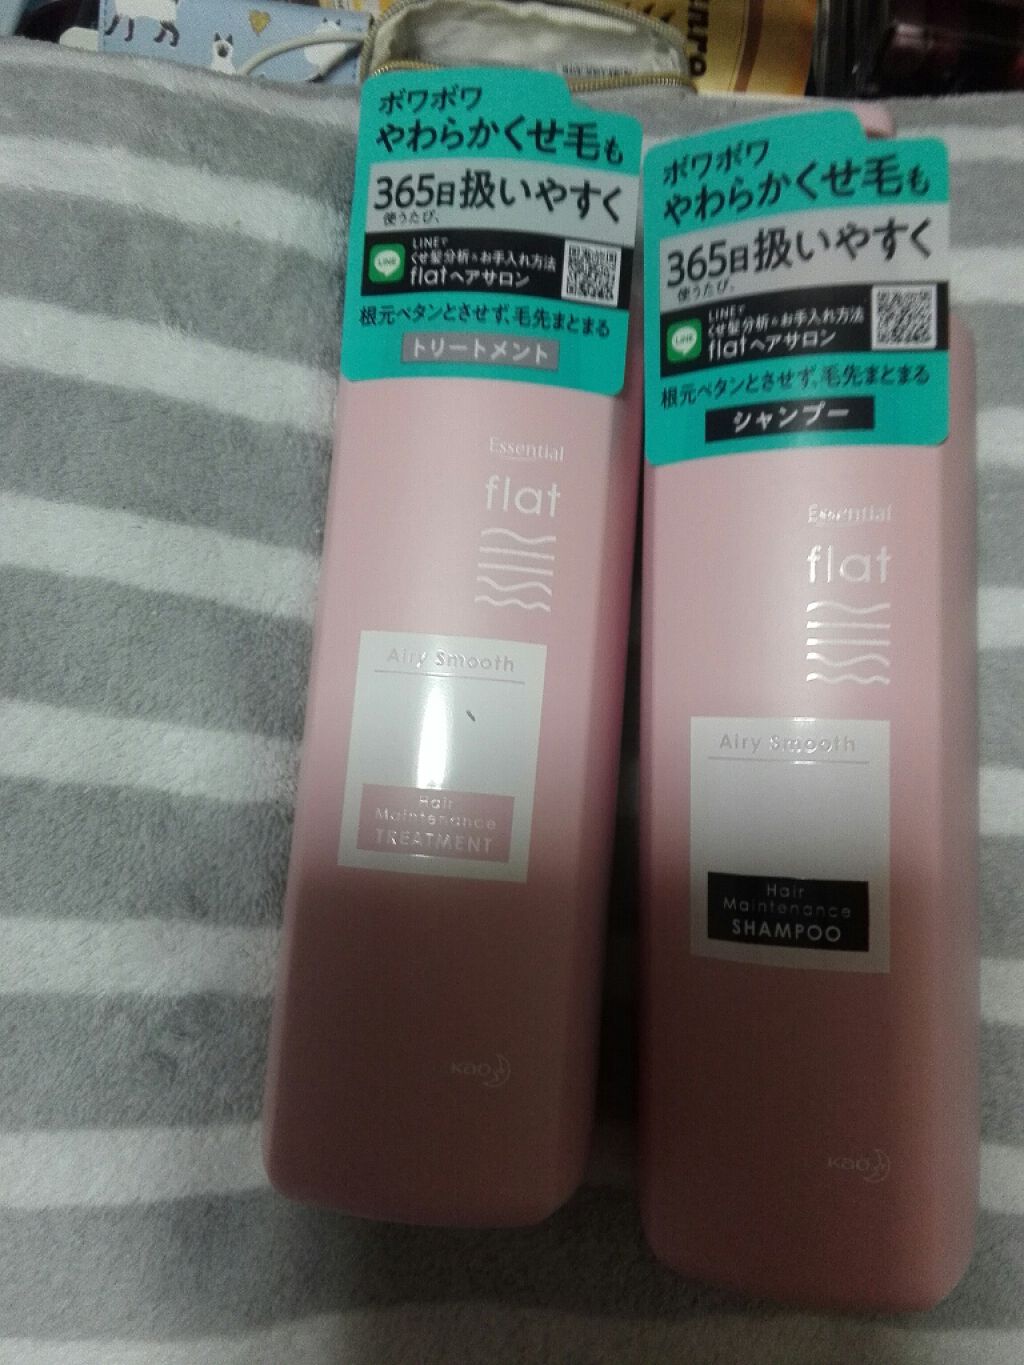 ボワボワ
やわらかくせ毛も
365日扱いやすく
使うたび、
LINEで
くせ髪分析&お手入れ方法
flatヘアサロン
LINE
根元ペタンとさせず、毛先まとまる
トリートメント
Essential
flat
Airy Smooth
Hair
Maintenance
TREATMENT
Kao
ボワボワ
やわらかくせ毛も
365日扱いやすく
使うたび、
LINEで
くせ髪分析&お手入れ方法
flatヘアサロン
LINE
根元ペタンとさせず、毛先まとまる
シャンプー
Essential
flat
Airy Smooth
Hair
Maintenance
SHAMPOO
Kao